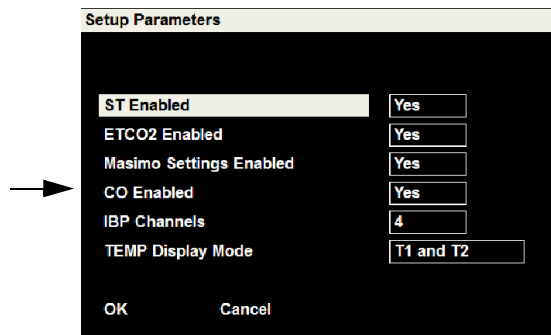 Setup Parameters
ST Enabled Yes
ETCO2 Enabled Yes
Masimo Settings Enabled Yes
CO Enabled Yes
IBP Channels 4
TEMP Display Mode T1 and T2
OK Cancel